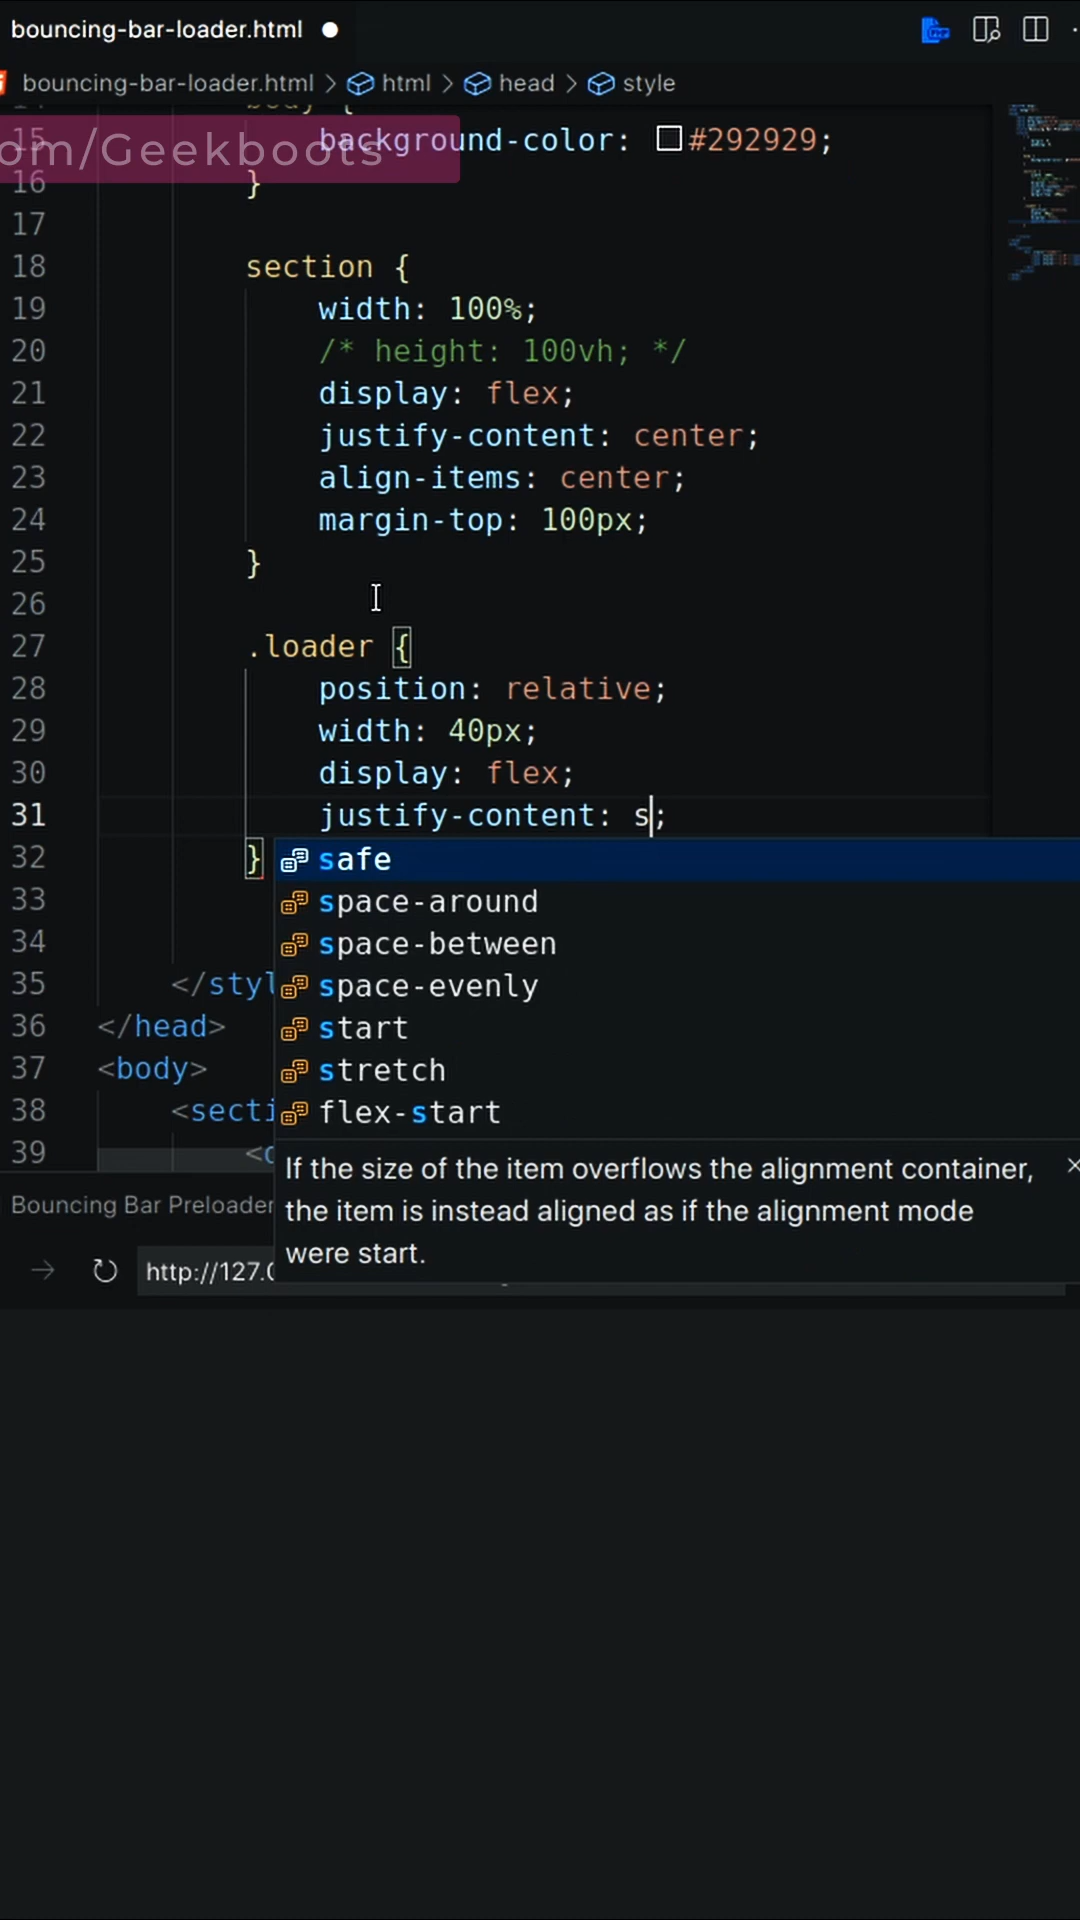 bouncing-bar-loader.html
bouncing-bar-loader.html > html > head > style
om/Geekboots
body {
15 background-color: #292929;
16 }
17
18 section {
19 width: 100%;
20 /* height: 100vh; */
21 display: flex;
22 justify-content: center;
23 align-items: center;
24 margin-top: 100px;
25 }
26
27 .loader {
28 position: relative;
29 width: 40px;
30 display: flex;
31 justify-content: s;
32 }
safe
33
space-around
34
space-between
35 </styl
space-evenly
36 </head>
start
37 <body>
stretch
38 <secti
flex-start
39
If the size of the item overflows the alignment container,
the item is instead aligned as if the alignment mode
were start.
Bouncing Bar Preloader
http://127.